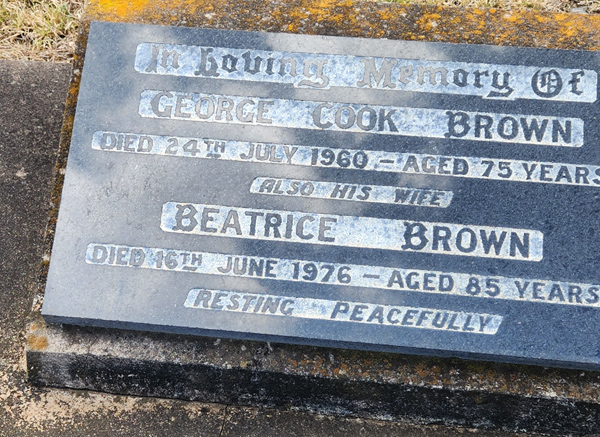 In Loving Memory Of
GEORGE COOK BROWN
DIED 24TH JULY 1960 – AGED 75 YEARS
ALSO HIS WIFE
BEATRICE BROWN
DIED 16TH JUNE 1976 – AGED 85 YEARS
RESTING PEACEFULLY